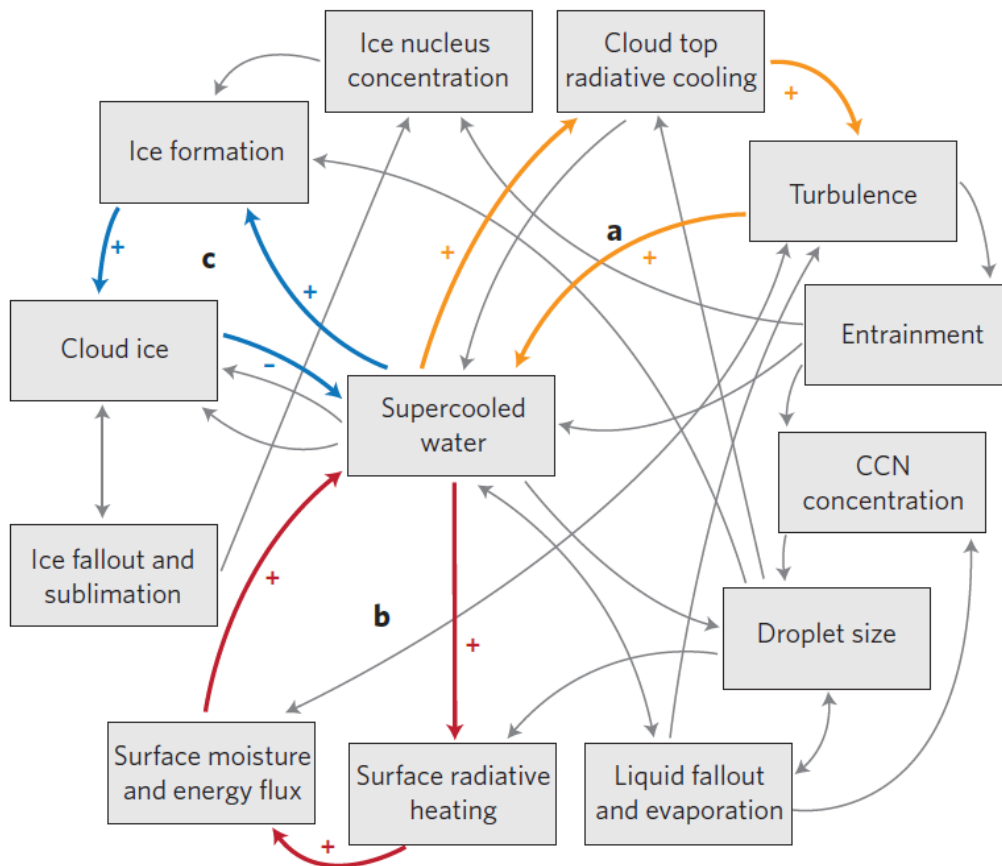 Ice nucleus
concentration
Cloud top
radiative cooling
+
Ice formation
Turbulence
a
+
+
+
c
+
Cloud ice
–
Entrainment
Supercooled
water
CCN
concentration
Ice fallout and
sublimation
+
b
+
Droplet size
Surface moisture
and energy flux
Surface radiative
heating
Liquid fallout
and evaporation
+